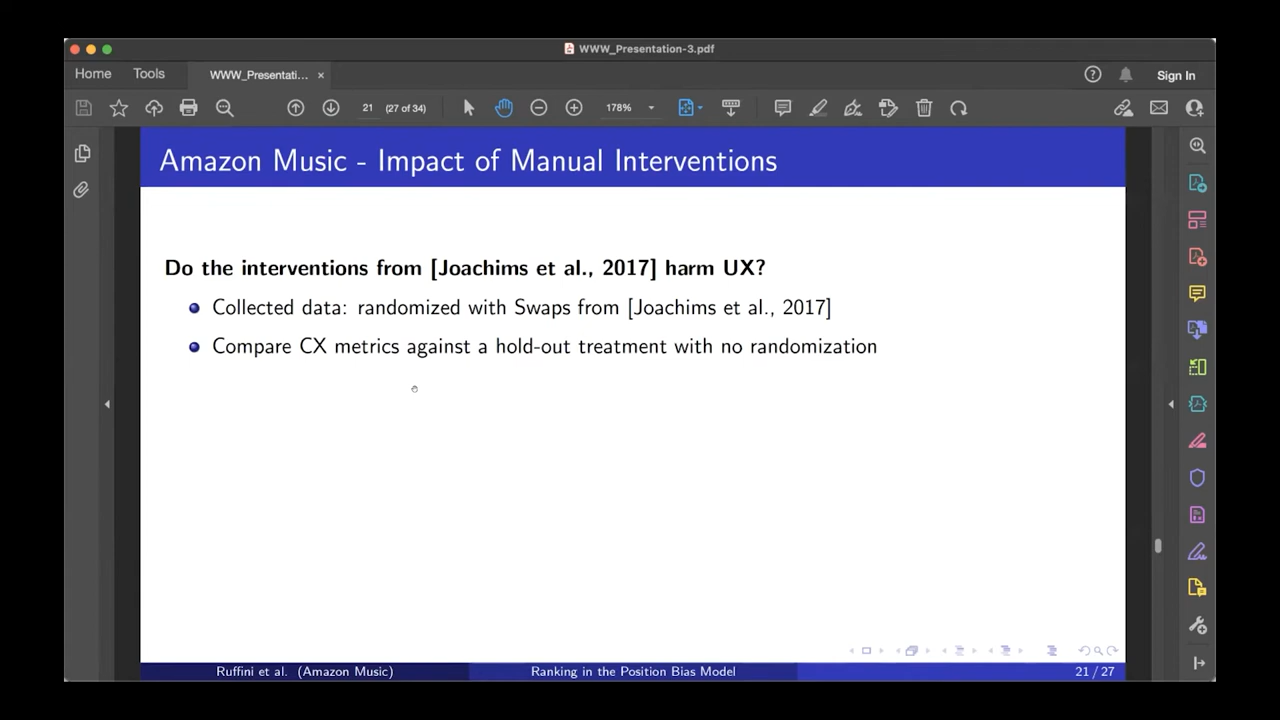 WWW_Presentation-3.pdf
Home Tools WWW_Presentati... × Sign In
21 (27 of 34) 178%
Amazon Music - Impact of Manual Interventions
Do the interventions from [Joachims et al., 2017] harm UX?
Collected data: randomized with Swaps from [Joachims et al., 2017]
Compare CX metrics against a hold-out treatment with no randomization
Ruffini et al. (Amazon Music) Ranking in the Position Bias Model 21 / 27